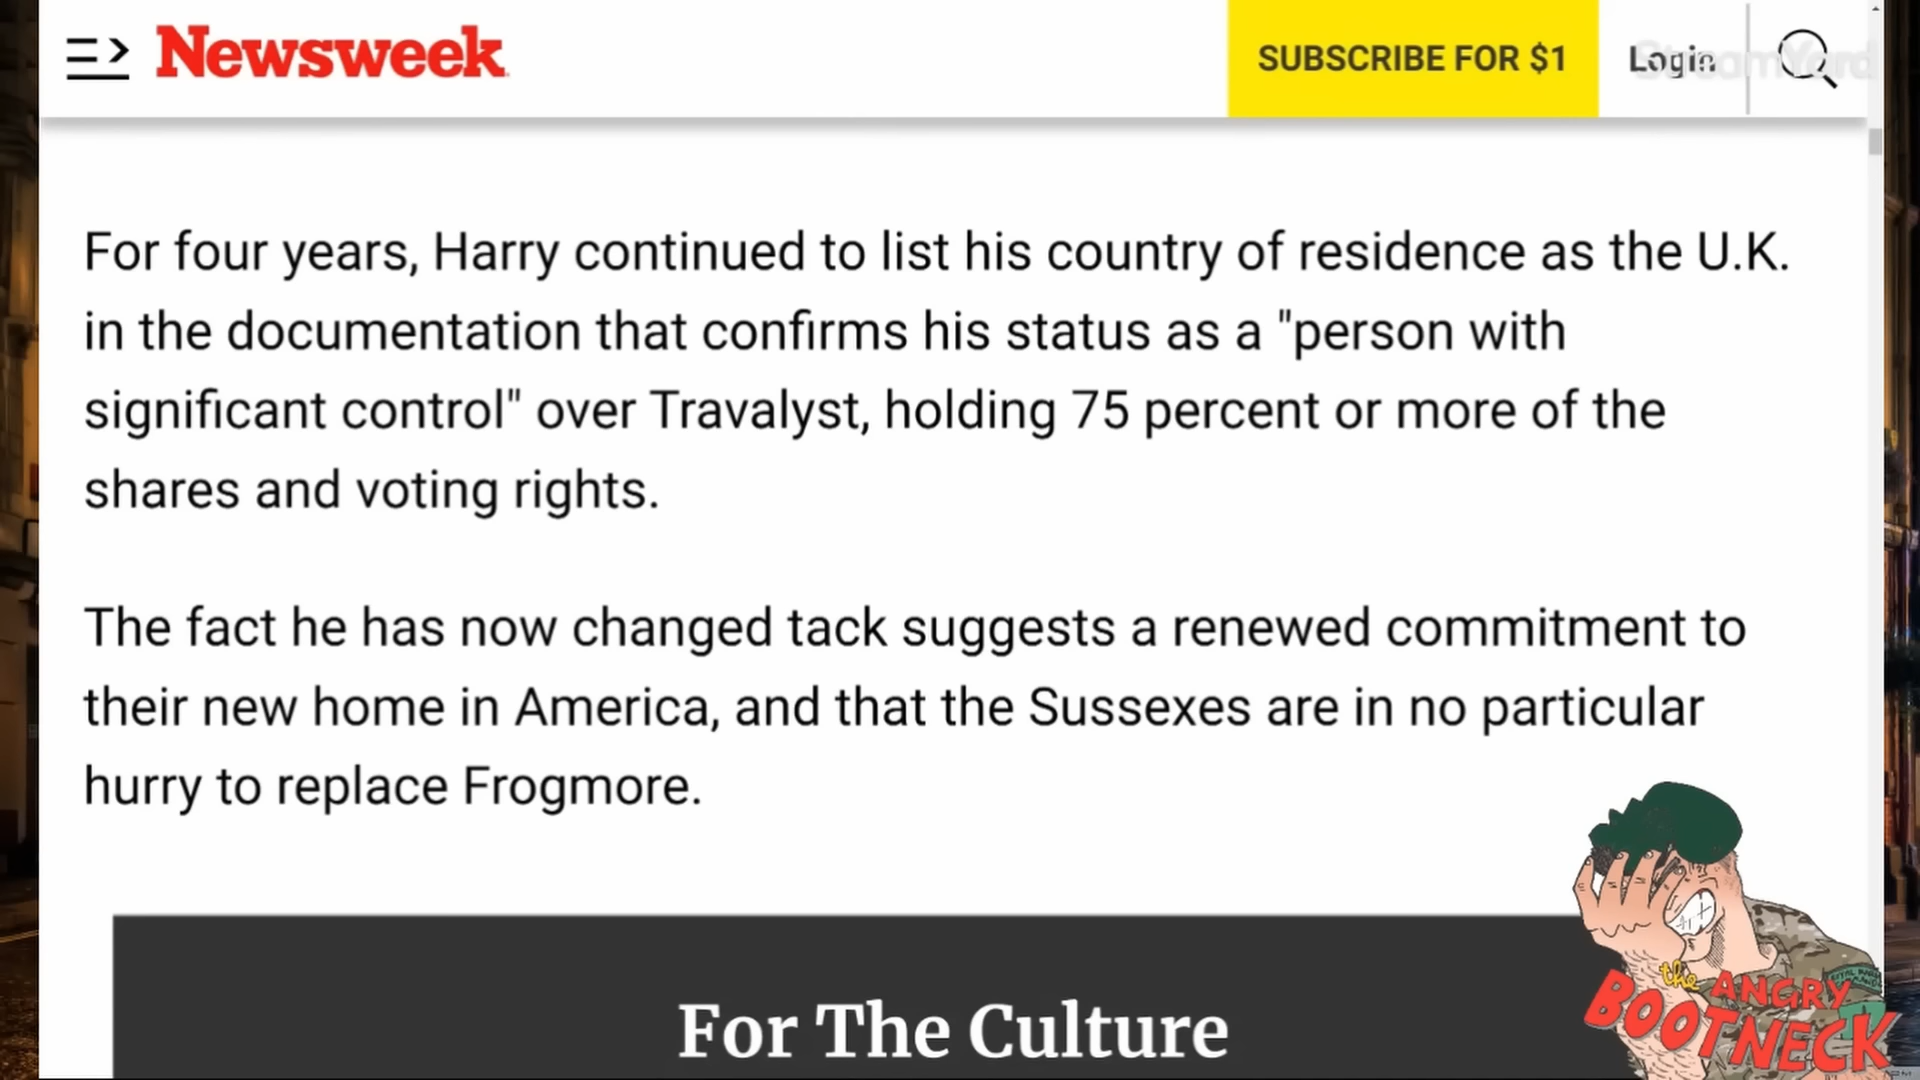 Newsweek
SUBSCRIBE FOR $1
Login
StreamYard
For four years, Harry continued to list his country of residence as the U.K.
in the documentation that confirms his status as a "person with
significant control" over Travalyst, holding 75 percent or more of the
shares and voting rights.
The fact he has now changed tack suggests a renewed commitment to
their new home in America, and that the Sussexes are in no particular
hurry to replace Frogmore.
For The Culture
the ANGRY
BOOTNECK